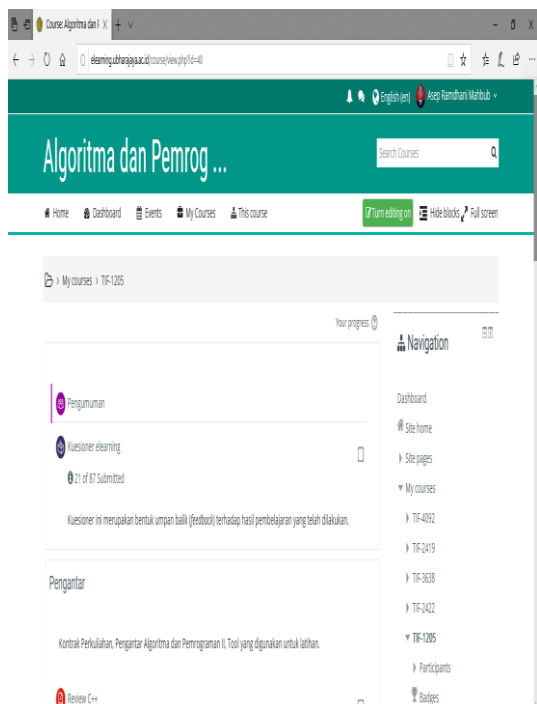 Course: Algoritma dan P
elearning.ubharajaya.ac.id/course/view.php?id=40
English (en) Asep Ramdhani Mahbub
Algoritma dan Pemrog ...
Search Courses
Home Dashboard Events My Courses This course Turn editing on Hide blocks Full screen
> My courses > TIF-1205
Your progress
Navigation
Pengumuman
Dashboard
Site home
Kuesioner elearning
Site pages
21 of 87 Submitted
My courses
Kuesioner ini merupakan bentuk umpan balik (feedback) terhadap hasil pembelajaran yang telah dilakukan.
TIF-4092
TIF-2419
Pengantar
TIF-3638
TIF-2422
Kontrak Perkuliahan, Pengantar Algoritma dan Pemrograman II, Tool yang digunakan untuk latihan.
TIF-1205
Participants
Review C++
Badges